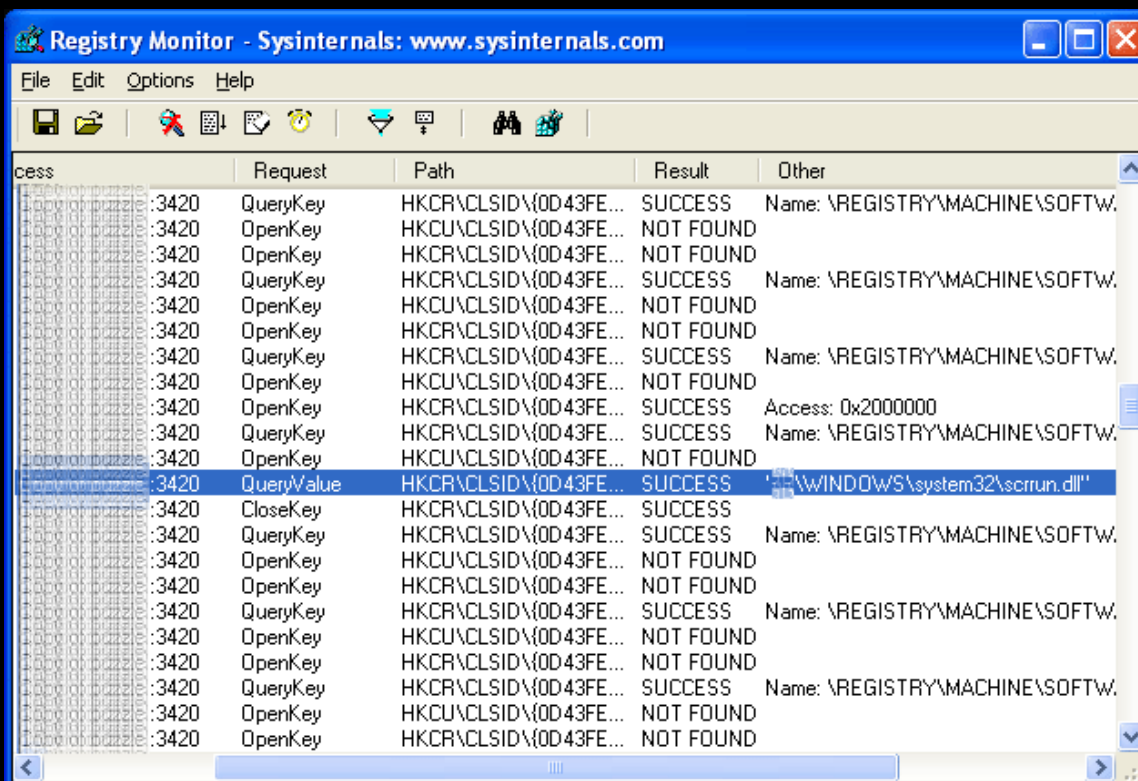 Registry Monitor - Sysinternals: www.sysinternals.com
File Edit Options Help
cess Request Path Result Other
:3420 QueryKey HKCR\CLSID\{0D43FE... SUCCESS Name: \REGISTRY\MACHINE\SOFTW.
:3420 OpenKey HKCU\CLSID\{0D43FE... NOT FOUND
:3420 OpenKey HKCR\CLSID\{0D43FE... NOT FOUND
:3420 QueryKey HKCR\CLSID\{0D43FE... SUCCESS Name: \REGISTRY\MACHINE\SOFTW.
:3420 OpenKey HKCU\CLSID\{0D43FE... NOT FOUND
:3420 OpenKey HKCR\CLSID\{0D43FE... NOT FOUND
:3420 QueryKey HKCR\CLSID\{0D43FE... SUCCESS Name: \REGISTRY\MACHINE\SOFTW.
:3420 OpenKey HKCU\CLSID\{0D43FE... NOT FOUND
:3420 OpenKey HKCR\CLSID\{0D43FE... SUCCESS Access: 0x2000000
:3420 QueryKey HKCR\CLSID\{0D43FE... SUCCESS Name: \REGISTRY\MACHINE\SOFTW.
:3420 OpenKey HKCU\CLSID\{0D43FE... NOT FOUND
:3420 QueryValue HKCR\CLSID\{0D43FE... SUCCESS \WINDOWS\system32\scrrun.dll"
:3420 CloseKey HKCR\CLSID\{0D43FE... SUCCESS
:3420 QueryKey HKCR\CLSID\{0D43FE... SUCCESS Name: \REGISTRY\MACHINE\SOFTW.
:3420 OpenKey HKCU\CLSID\{0D43FE... NOT FOUND
:3420 OpenKey HKCR\CLSID\{0D43FE... NOT FOUND
:3420 QueryKey HKCR\CLSID\{0D43FE... SUCCESS Name: \REGISTRY\MACHINE\SOFTW.
:3420 OpenKey HKCU\CLSID\{0D43FE... NOT FOUND
:3420 OpenKey HKCR\CLSID\{0D43FE... NOT FOUND
:3420 QueryKey HKCR\CLSID\{0D43FE... SUCCESS Name: \REGISTRY\MACHINE\SOFTW.
:3420 OpenKey HKCU\CLSID\{0D43FE... NOT FOUND
:3420 OpenKey HKCR\CLSID\{0D43FE... NOT FOUND